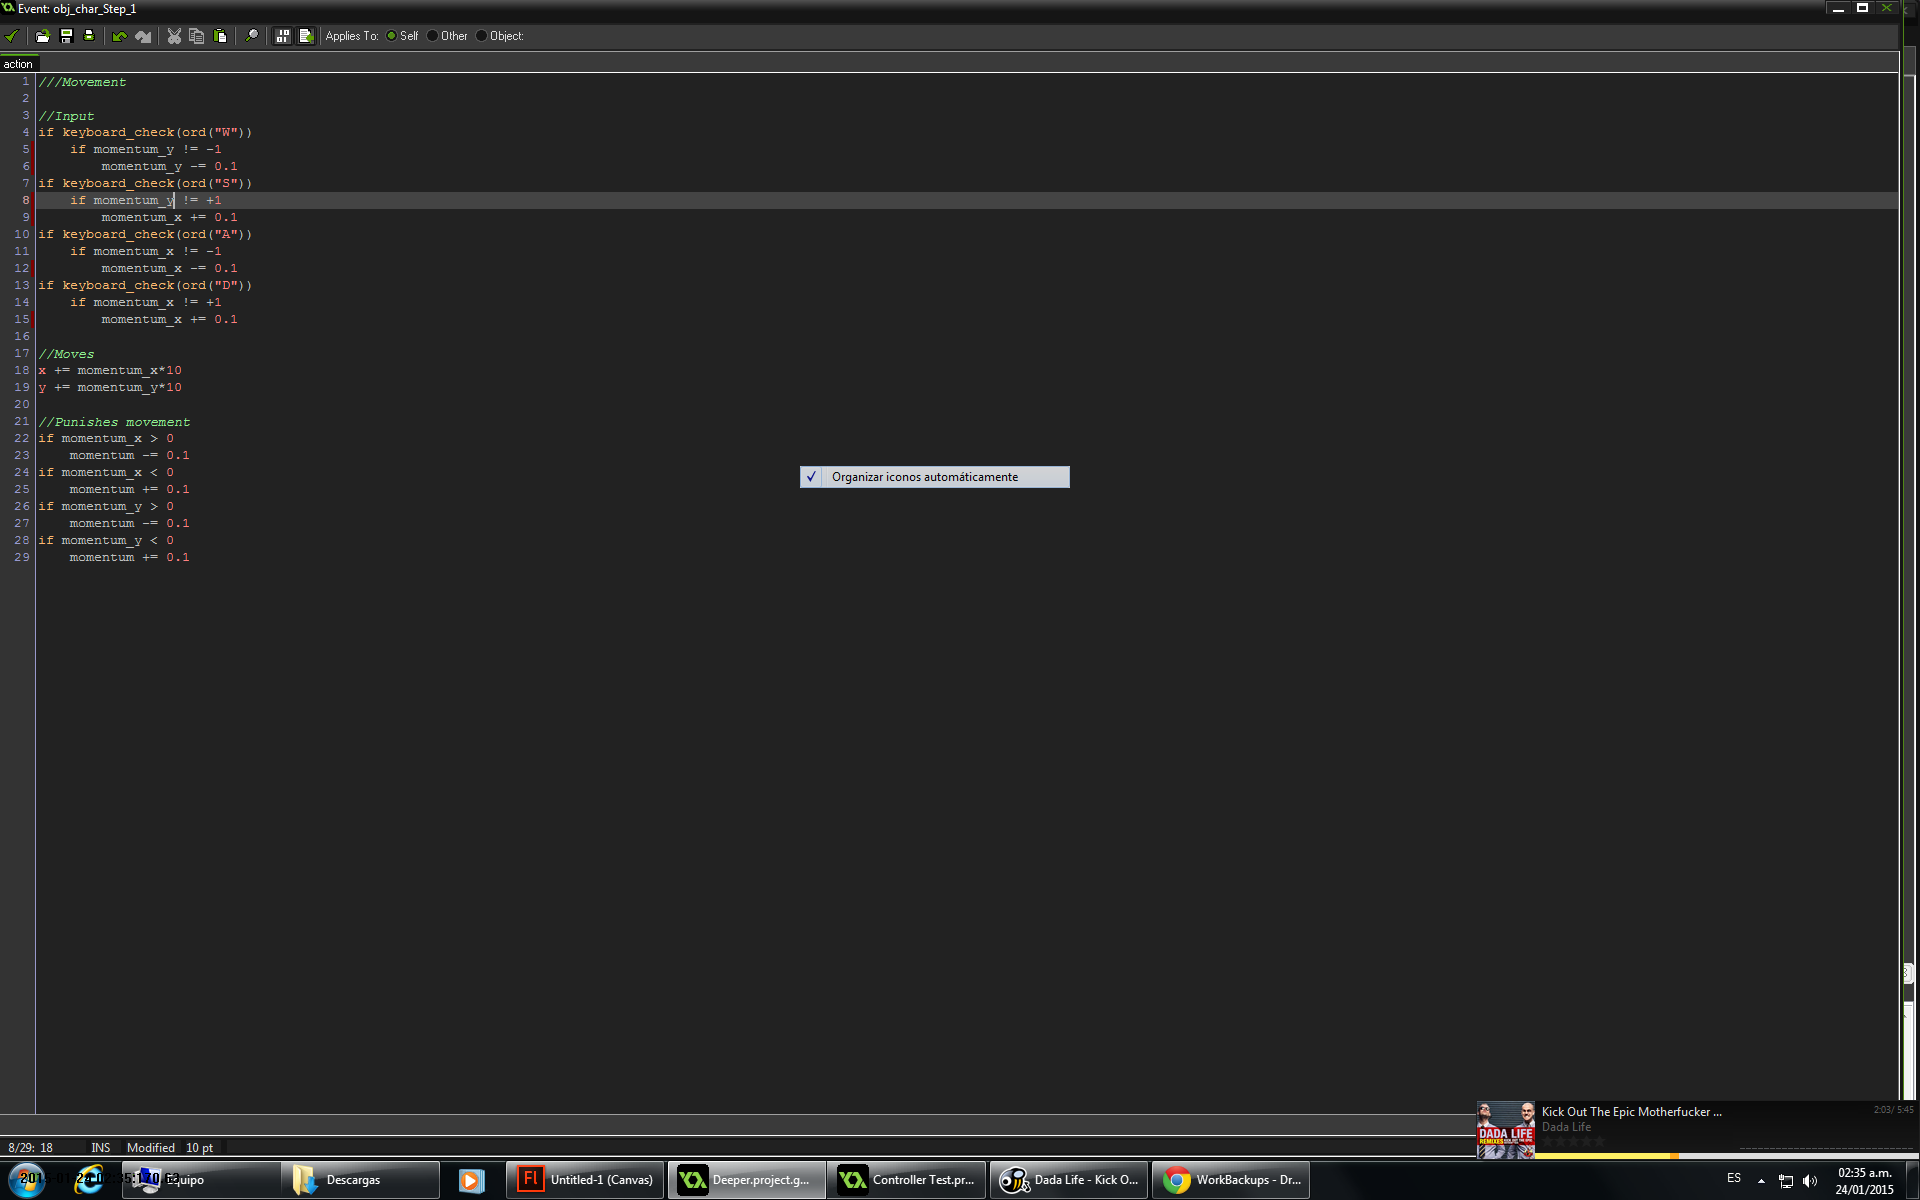 Event: obj_char_Step_1
Applies To: Self Other Object:
action
1 ///Movement
2
3 //Input
4 if keyboard_check(ord("W"))
5     if momentum_y != -1
6         momentum_y -= 0.1
7 if keyboard_check(ord("S"))
8     if momentum_y != +1
9         momentum_x += 0.1
10 if keyboard_check(ord("A"))
11     if momentum_x != -1
12         momentum_x -= 0.1
13 if keyboard_check(ord("D"))
14     if momentum_x != +1
15         momentum_x += 0.1
16
17 //Moves
18 x += momentum_x*10
19 y += momentum_y*10
20
21 //Punishes movement
22 if momentum_x > 0
23     momentum -= 0.1
24 if momentum_x < 0
25     momentum += 0.1
26 if momentum_y > 0
27     momentum -= 0.1
28 if momentum_y < 0
29     momentum += 0.1
✓ Organizar iconos automáticamente
Kick Out The Epic Motherfucker ...
2:03/ 5:45
Dada Life
DADA LIFE
REMIXES
8/29: 18 INS Modified 10 pt
Equipo
Descargas
Fl Untitled-1 (Canvas)
Deeper.project.g...
Controller Test.pr...
Dada Life - Kick O...
WorkBackups - Dr...
ES
02:35 a.m.
24/01/2015